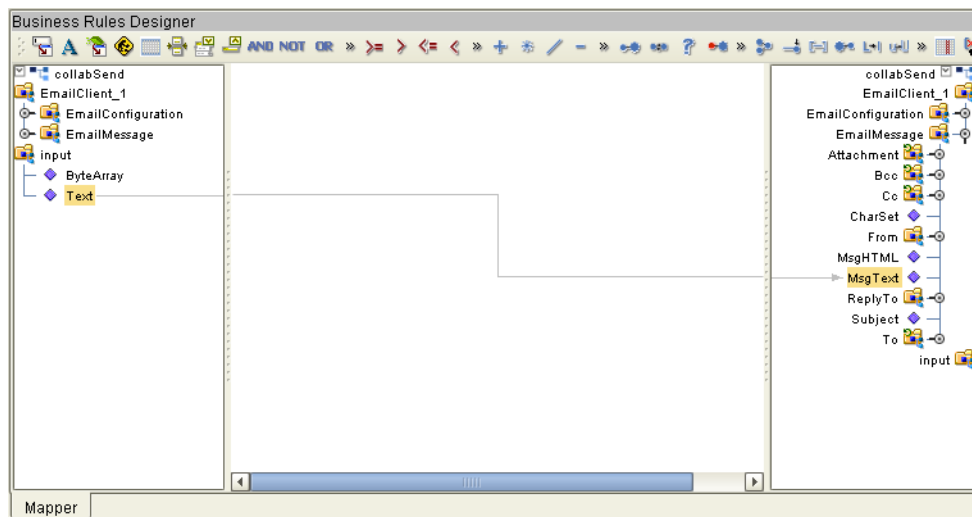 Business Rules Designer
A AND NOT OR » >= > <= < » + * / - » ? » »
collabSend
EmailClient_1
EmailConfiguration
EmailMessage
input
ByteArray
Text
collabSend
EmailClient_1
EmailConfiguration
EmailMessage
Attachment
Bcc
Cc
CharSet
From
MsgHTML
MsgText
ReplyTo
Subject
To
input
Mapper